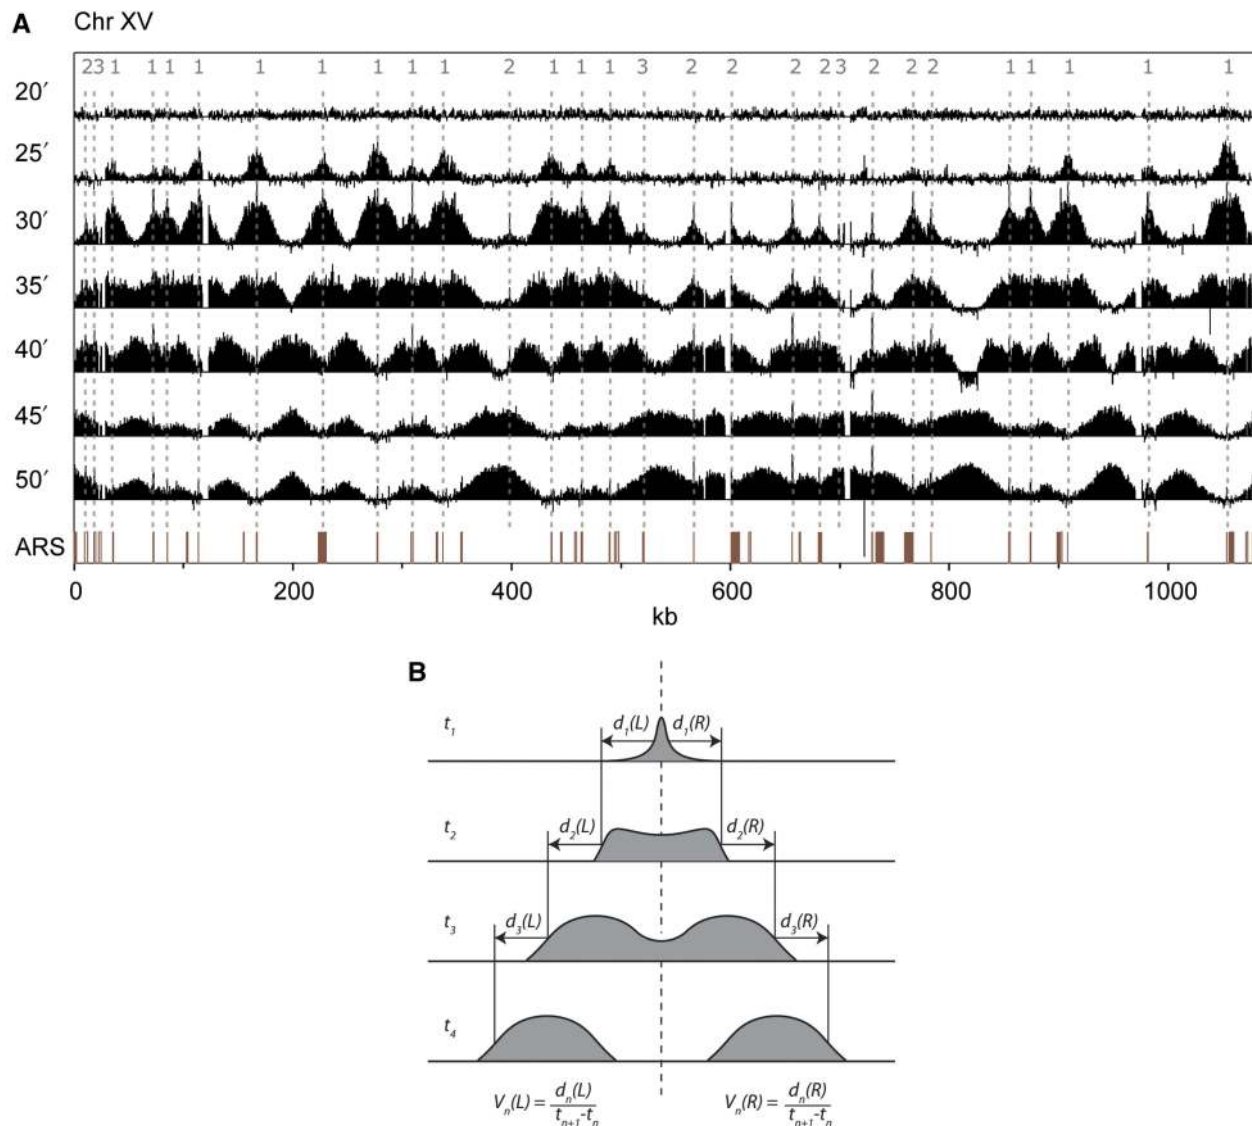 A Chr XV
2 3 1 1 1 1 1 1 1 1 1 2 1 1 1 3 2 2 2 2 3 2 2 2 1 1 1 1 1
20′
25′
30′
35′
40′
45′
50′
ARS
0 200 400 600 800 1000
kb
B
t1 d1(L) d1(R)
t2 d2(L) d2(R)
t3 d3(L) d3(R)
t4
Vn(L) = dn(L) / tn+1-tn Vn(R) = dn(R) / tn+1-tn